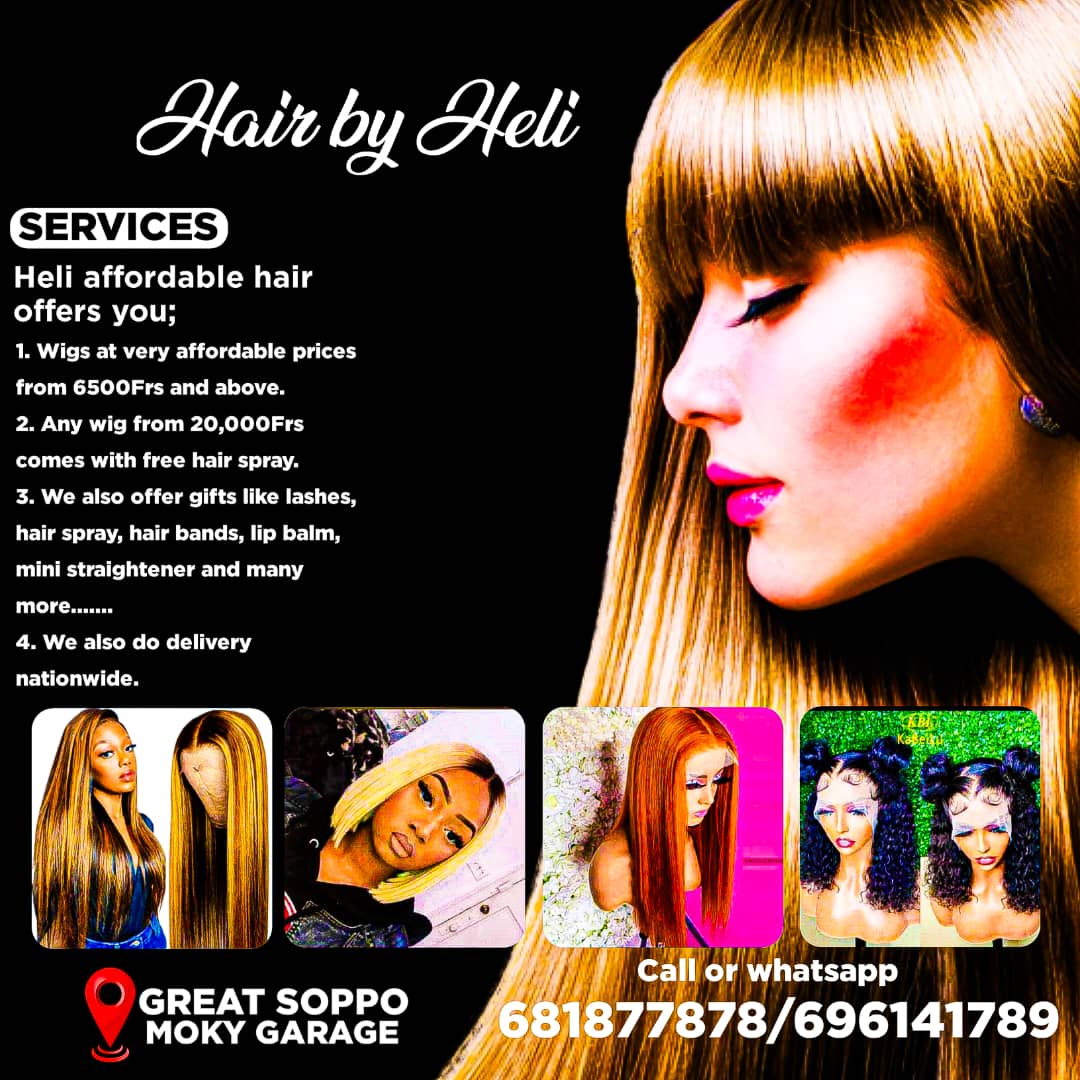 Hair by Heli
SERVICES
Heli affordable hair
offers you;
1. Wigs at very affordable prices
from 6500Frs and above.
2. Any wig from 20,000Frs
comes with free hair spray.
3. We also offer gifts like lashes,
hair spray, hair bands, lip balm,
mini straightener and many
more.......
4. We also do delivery
nationwide.
KBL
GREAT SOPPO
MOKY GARAGE
Call or whatsapp
681877878/696141789